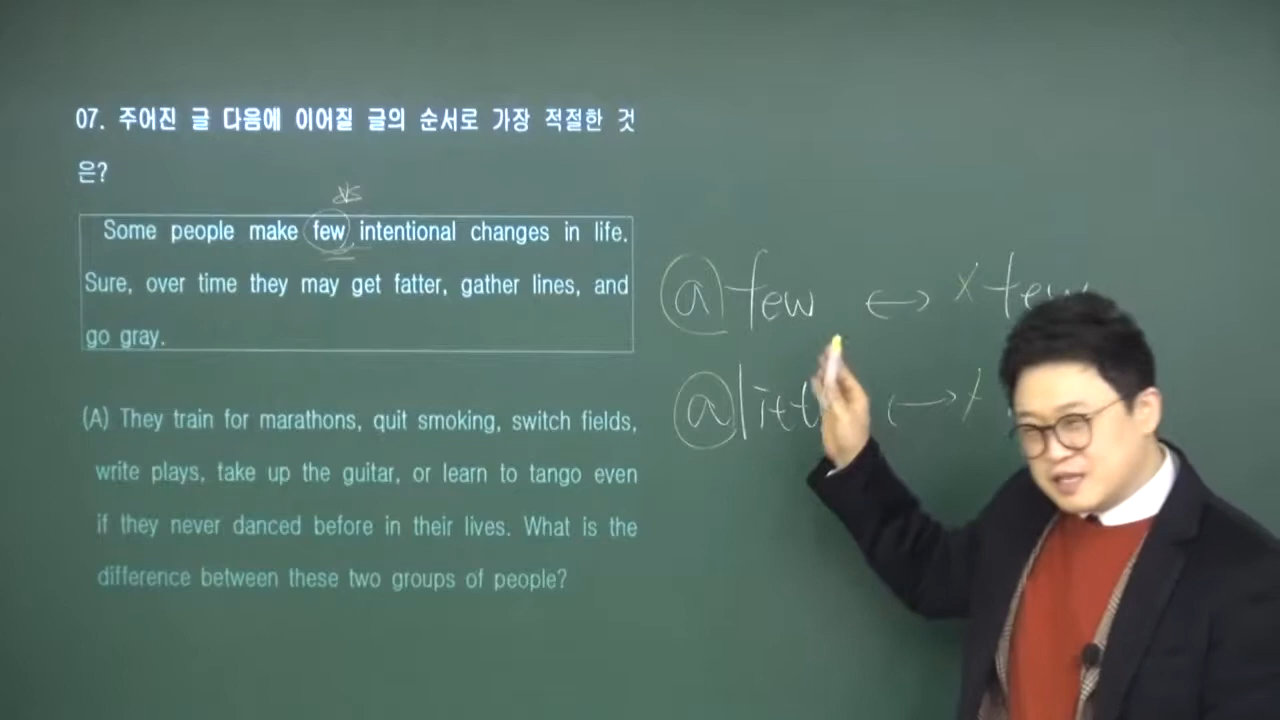 07. 주어진 글 다음에 이어질 글의 순서로 가장 적절한 것
은?
Some people make few intentional changes in life.
Sure, over time they may get fatter, gather lines, and
go gray.
(A) They train for marathons, quit smoking, switch fields,
write plays, take up the guitar, or learn to tango even
if they never danced before in their lives. What is the
difference between these two groups of people?
a few ↔ x few
a ↔ x